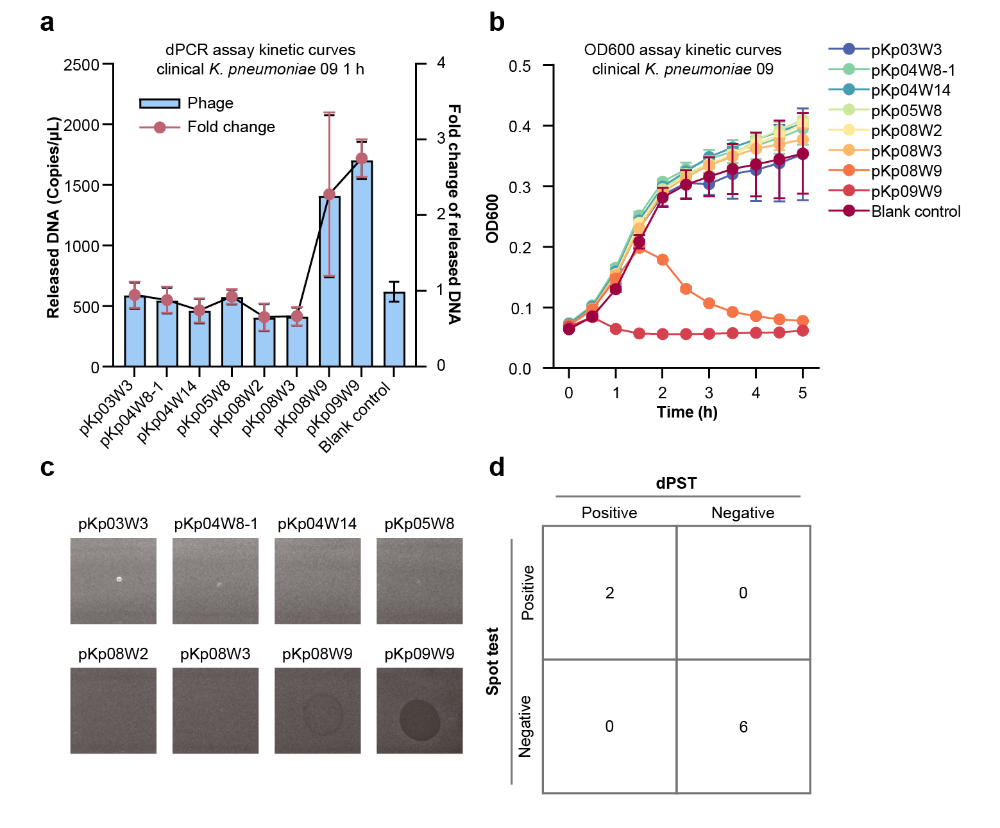 a
dPCR assay kinetic curves
clinical K. pneumoniae 09 1 h
Phage
Fold change
Released DNA (Copies/µL)
2500
2000
1500
1000
500
0
Fold change of released DNA
4
3
2
1
0
pKp03W3
pKp04W8-1
pKp04W14
pKp05W8
pKp08W2
pKp08W3
pKp08W9
pKp09W9
Blank control
b
OD600 assay kinetic curves
clinical K. pneumoniae 09
OD600
0.5
0.4
0.3
0.2
0.1
0.0
0
1
2
3
4
5
Time (h)
pKp03W3
pKp04W8-1
pKp04W14
pKp05W8
pKp08W2
pKp08W3
pKp08W9
pKp09W9
Blank control
c
pKp03W3
pKp04W8-1
pKp04W14
pKp05W8
pKp08W2
pKp08W3
pKp08W9
pKp09W9
d
dPST
Positive
Negative
Spot test
Positive
2
0
Negative
0
6